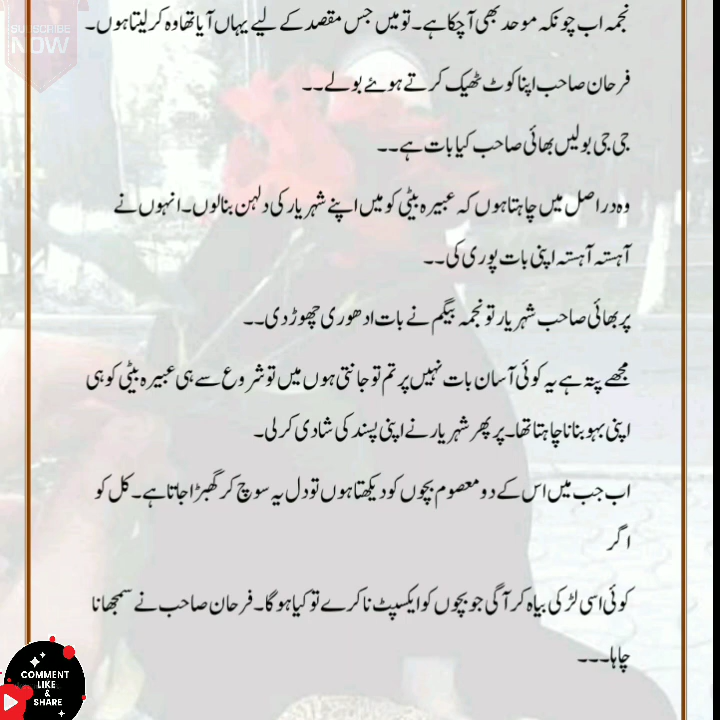 SUBSCRIBE
NOW
نجمہ اب چونکہ موحد بھی آچکا ہے۔ تو میں جس مقصد کے لیے یہاں آیا تھا وہ کر لیتا ہوں۔
فرحان صاحب اپنا کوٹ ٹھیک کرتے ہوئے بولے۔۔
جی جی بولیں بھائی صاحب کیا بات ہے۔۔
وہ دراصل میں چاہتا ہوں کہ عبیرہ بیٹی کو میں اپنے شہریار کی دلہن بنا لوں۔ انہوں نے
آہستہ آہستہ اپنی بات پوری کی۔۔
پر بھائی صاحب شہریار تو نجمہ بیگم نے بات ادھوری چھوڑ دی۔۔
مجھے پتہ ہے یہ کوئی آسان بات نہیں پر تم تو جانتی ہوں میں تو شروع سے ہی عبیرہ بیٹی کو ہی
اپنی بہو بنانا چاہتا تھا۔ پر پھر شہریار نے اپنی پسند کی شادی کر لی۔
اب جب میں اس کے دو معصوم بچوں کو دیکھتا ہوں تو دل یہ سوچ کر گھبرا جاتا ہے۔ کل کو
اگر
کوئی اسی لڑکی بیاہ کر آگی جو بچوں کو ایکسپٹ نا کرے تو کیا ہو گا۔ فرحان صاحب نے سمجھانا
چاہا۔۔۔
COMMENT
LIKE
&
SHARE